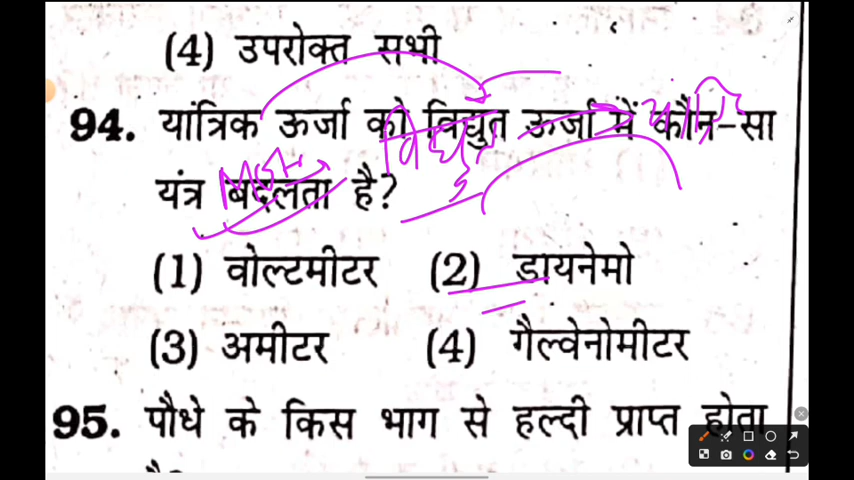 (4) उपरोक्त सभी
94. यांत्रिक ऊर्जा को विद्युत ऊर्जा में कौन-सा
यंत्र बदलता है?
(1) वोल्टमीटर (2) डायनेमो
(3) अमीटर (4) गैल्वेनोमीटर
95. पौधे के किस भाग से हल्दी प्राप्त होता